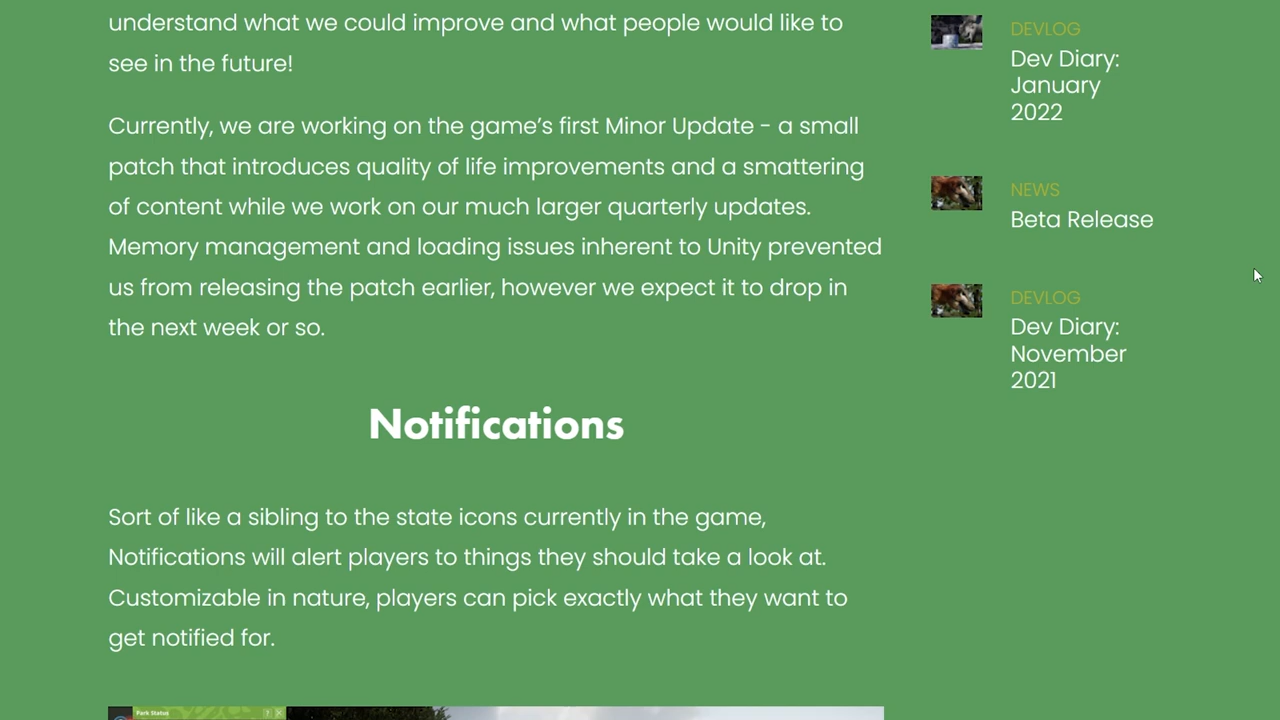 understand what we could improve and what people would like to
see in the future!
Currently, we are working on the game's first Minor Update - a small
patch that introduces quality of life improvements and a smattering
of content while we work on our much larger quarterly updates.
Memory management and loading issues inherent to Unity prevented
us from releasing the patch earlier, however we expect it to drop in
the next week or so.
Notifications
Sort of like a sibling to the state icons currently in the game,
Notifications will alert players to things they should take a look at.
Customizable in nature, players can pick exactly what they want to
get notified for.
Park Status
DEVLOG
Dev Diary:
January
2022
NEWS
Beta Release
DEVLOG
Dev Diary:
November
2021